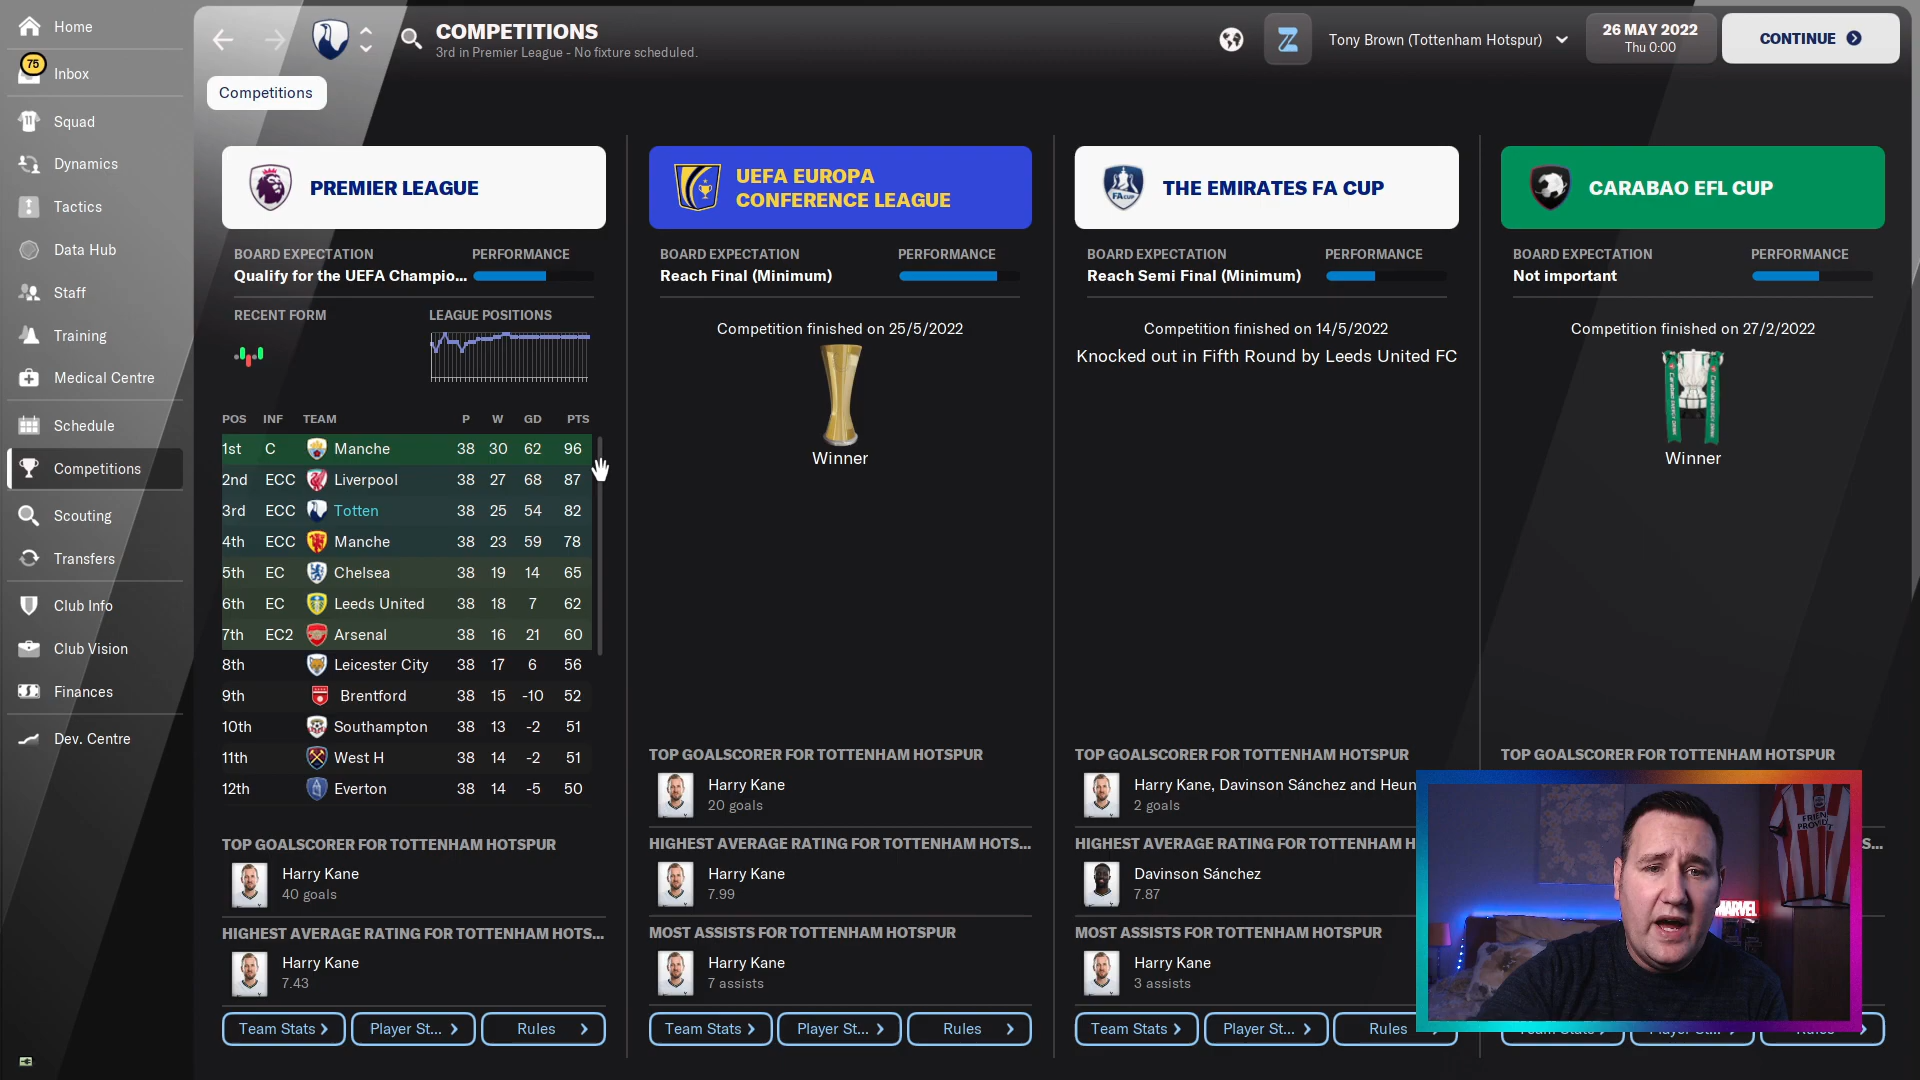 Home
75
Inbox
Squad
Dynamics
Tactics
Data Hub
Staff
Training
Medical Centre
Schedule
Competitions
Scouting
Transfers
Club Info
Club Vision
Finances
Dev. Centre
COMPETITIONS
3rd in Premier League - No fixture scheduled.
Tony Brown (Tottenham Hotspur)
26 MAY 2022
Thu 0:00
CONTINUE
Competitions
PREMIER LEAGUE
BOARD EXPECTATION PERFORMANCE
Qualify for the UEFA Champio...
RECENT FORM LEAGUE POSITIONS
POS INF TEAM P W GD PTS
1st C Manche 38 30 62 96
2nd ECC Liverpool 38 27 68 87
3rd ECC Totten 38 25 54 82
4th ECC Manche 38 23 59 78
5th EC Chelsea 38 19 14 65
6th EC Leeds United 38 18 7 62
7th EC2 Arsenal 38 16 21 60
8th Leicester City 38 17 6 56
9th Brentford 38 15 -10 52
10th Southampton 38 13 -2 51
11th West H 38 14 -2 51
12th Everton 38 14 -5 50
TOP GOALSCORER FOR TOTTENHAM HOTSPUR
Harry Kane
40 goals
HIGHEST AVERAGE RATING FOR TOTTENHAM HOTS...
Harry Kane
7.43
Team Stats Player St... Rules
UEFA EUROPA
CONFERENCE LEAGUE
BOARD EXPECTATION PERFORMANCE
Reach Final (Minimum)
Competition finished on 25/5/2022
Winner
TOP GOALSCORER FOR TOTTENHAM HOTSPUR
Harry Kane
20 goals
HIGHEST AVERAGE RATING FOR TOTTENHAM HOTS...
Harry Kane
7.99
MOST ASSISTS FOR TOTTENHAM HOTSPUR
Harry Kane
7 assists
Team Stats Player St... Rules
THE EMIRATES FA CUP
BOARD EXPECTATION PERFORMANCE
Reach Semi Final (Minimum)
Competition finished on 14/5/2022
Knocked out in Fifth Round by Leeds United FC
TOP GOALSCORER FOR TOTTENHAM HOTSPUR
Harry Kane, Davinson Sánchez and Heun
2 goals
HIGHEST AVERAGE RATING FOR TOTTENHAM H
Davinson Sánchez
7.87
MOST ASSISTS FOR TOTTENHAM HOTSPUR
Harry Kane
3 assists
Team Stats Player St... Rules
CARABAO EFL CUP
BOARD EXPECTATION PERFORMANCE
Not important
Competition finished on 27/2/2022
Winner
TOP GOALSCORER FOR TOTTENHAM HOTSPUR
S...
MARVEL